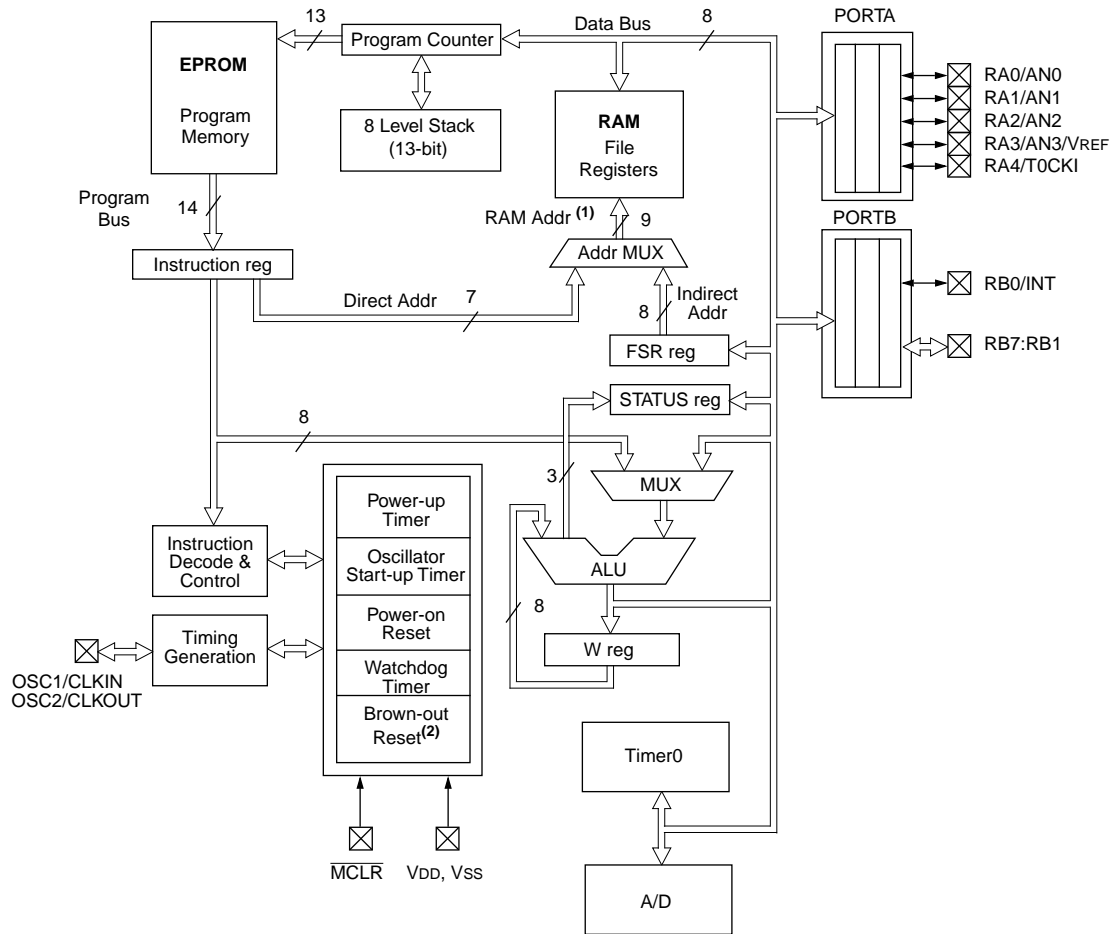 EPROM
Program
Memory
13
Program Counter
Data Bus
8
PORTA
8 Level Stack
(13-bit)
RAM
File
Registers
RA0/AN0
RA1/AN1
RA2/AN2
RA3/AN3/VREF
RA4/T0CKI
Program
Bus
14
RAM Addr (1)
9
PORTB
Instruction reg
Addr MUX
Direct Addr
7
8
Indirect
Addr
RB0/INT
FSR reg
RB7:RB1
STATUS reg
8
3
MUX
Power-up
Timer
Instruction
Decode &
Control
Oscillator
Start-up Timer
ALU
8
Power-on
Reset
Timing
Generation
W reg
Watchdog
Timer
OSC1/CLKIN
OSC2/CLKOUT
Brown-out
Reset(2)
Timer0
MCLR
VDD, VSS
A/D